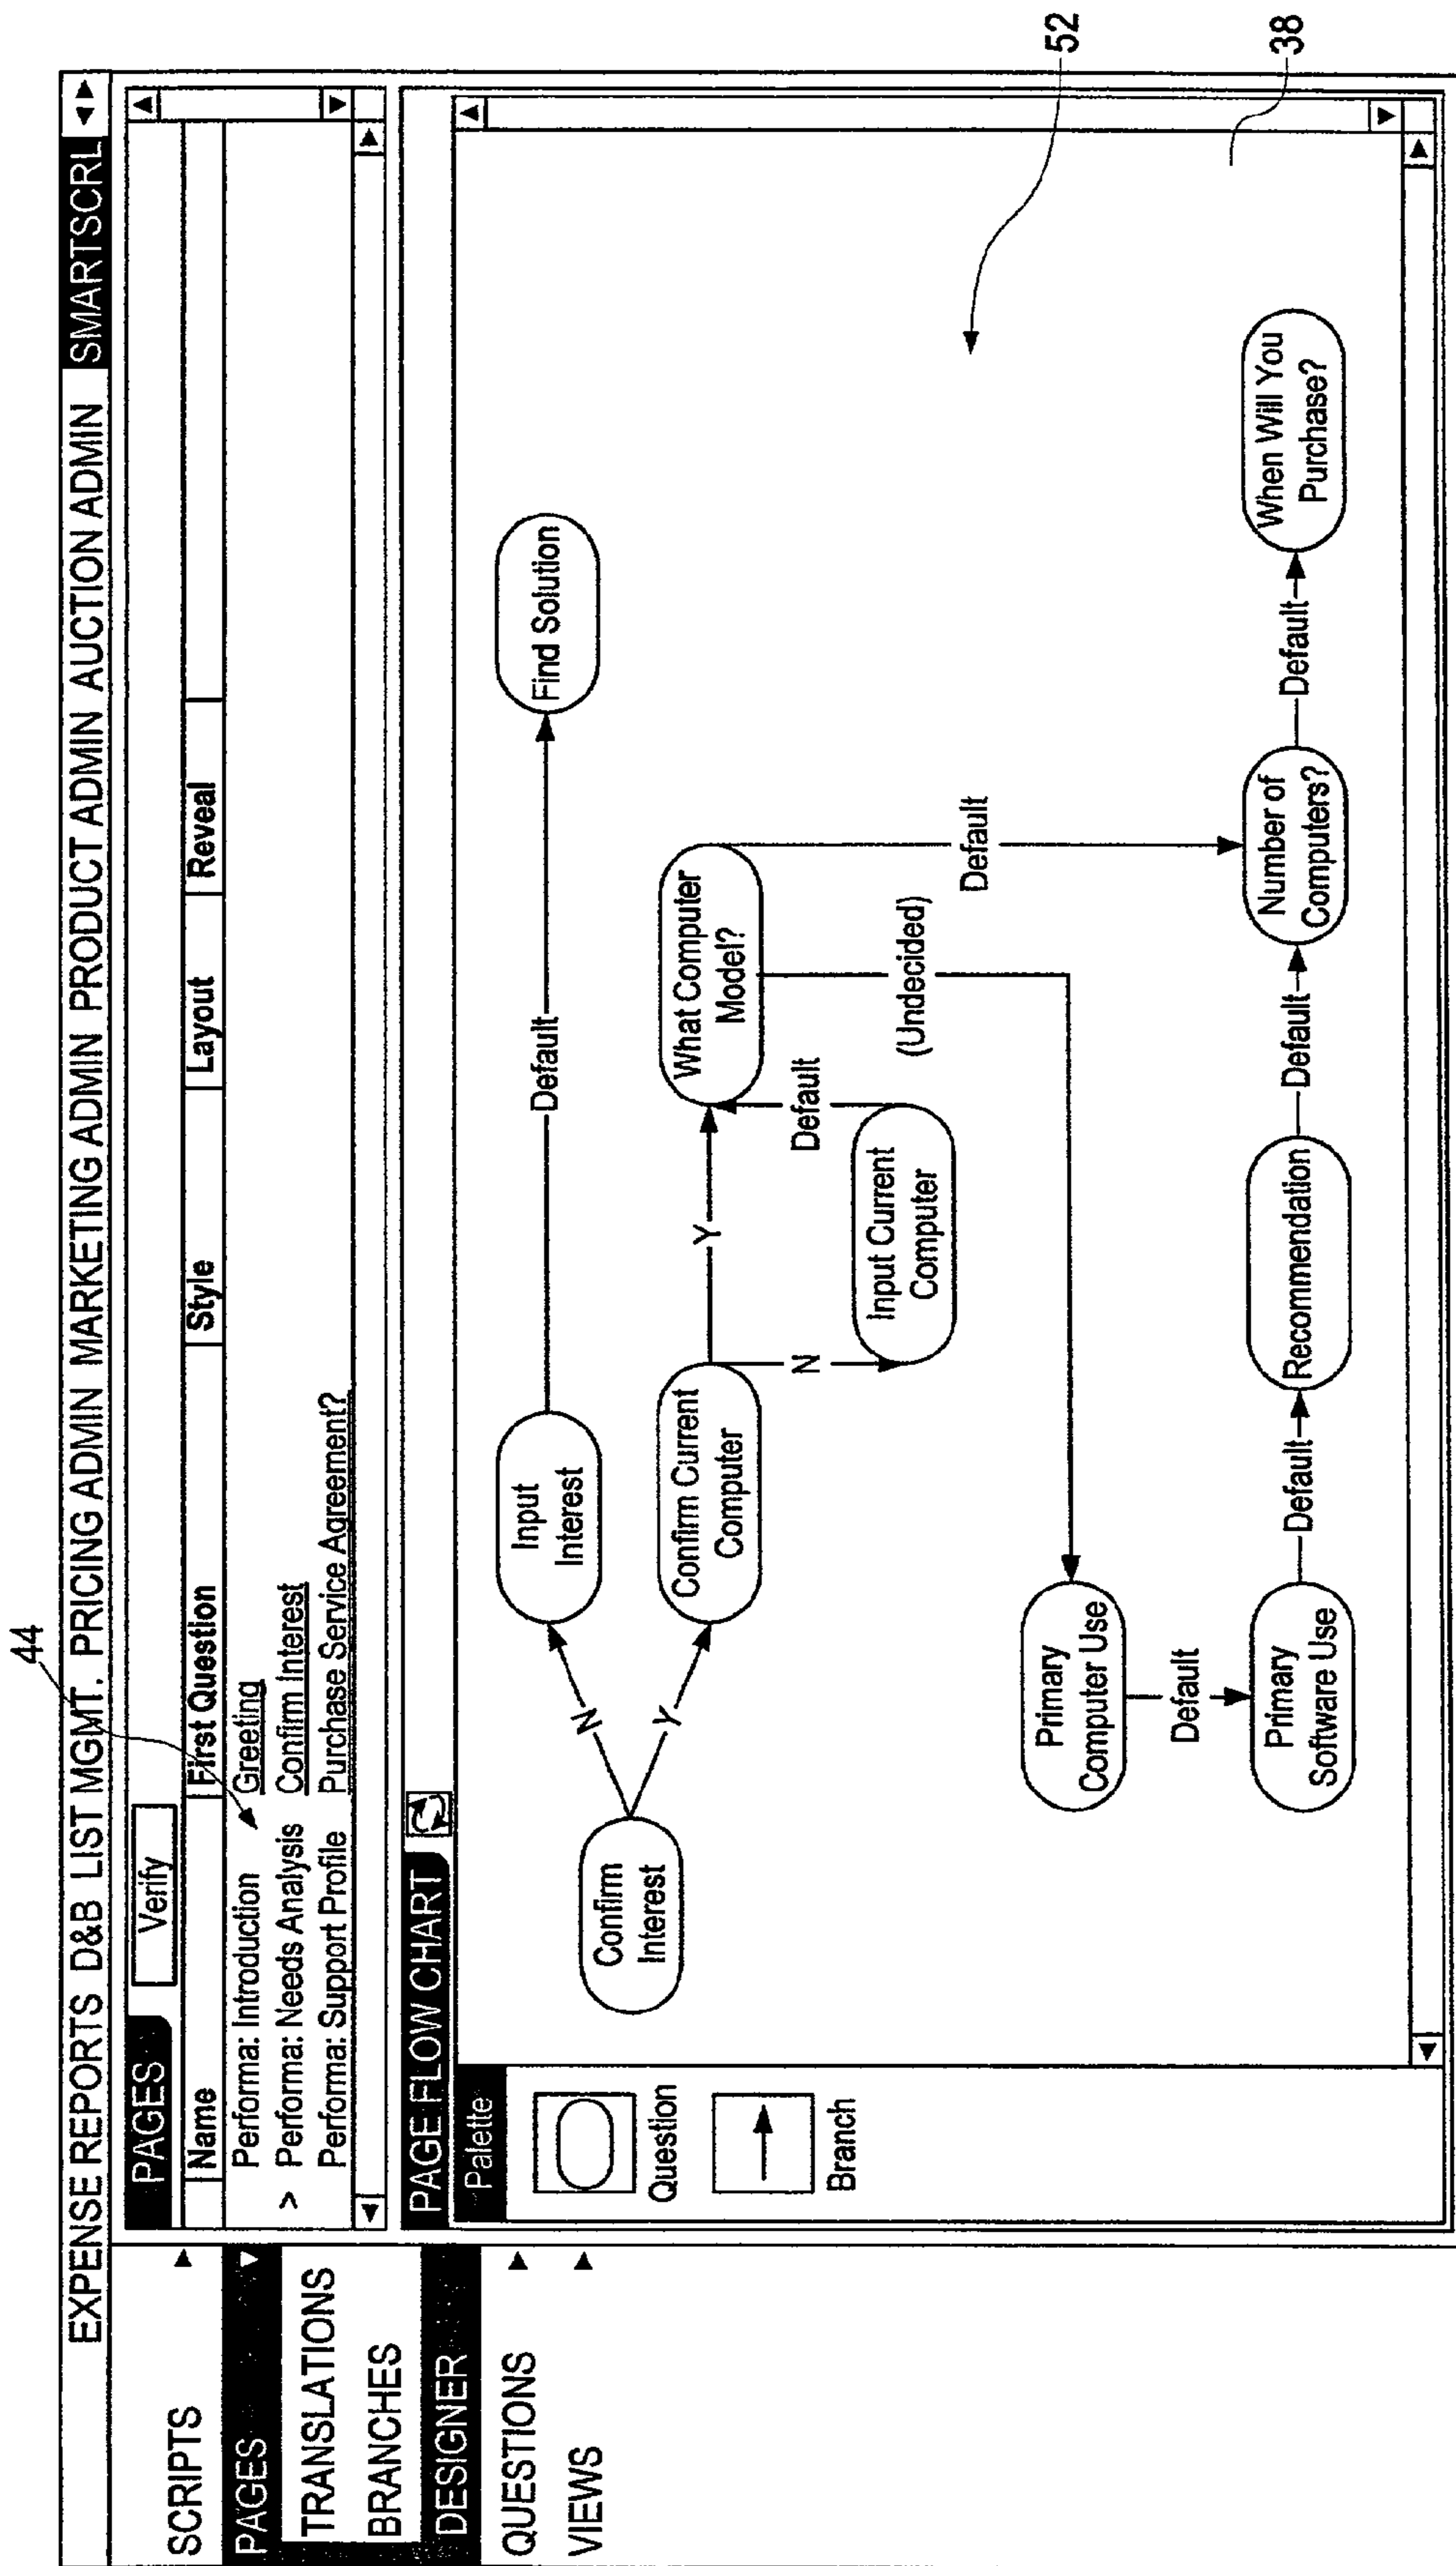 44
EXPENSE REPORTS D&B LIST MGMT. PRICING ADMIN MARKETING ADMIN PRODUCT ADMIN AUCTION ADMIN SMARTSCRL
SCRIPTS
PAGES
TRANSLATIONS
BRANCHES
DESIGNER
QUESTIONS
VIEWS
PAGES Verify
Name First Question Style Layout Reveal
Performa: Introduction Greeting
> Performa: Needs Analysis Confirm Interest
Performa: Support Profile Purchase Service Agreement?
PAGE FLOW CHART
Palette
Question
Branch
Confirm
Interest
N
Y
Input
Interest
Default
Find Solution
Confirm Current
Computer
Y
N
Input Current
Computer
Default
What Computer
Model?
(Undecided)
Default
Primary
Computer Use
Default
Primary
Software Use
Default
Recommendation
Default
Number of
Computers?
Default
When Will You
Purchase?
52
38